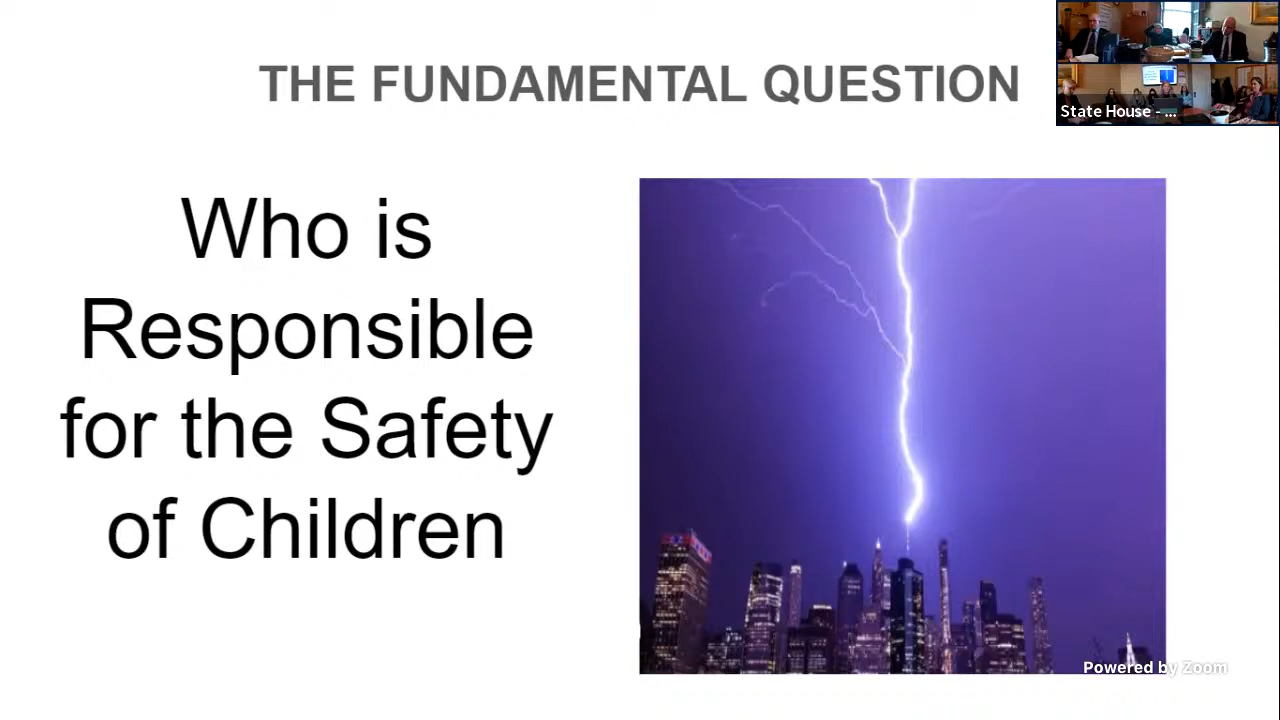 THE FUNDAMENTAL QUESTION
State House - ...
Who is
Responsible
for the Safety
of Children
Powered by Zoom